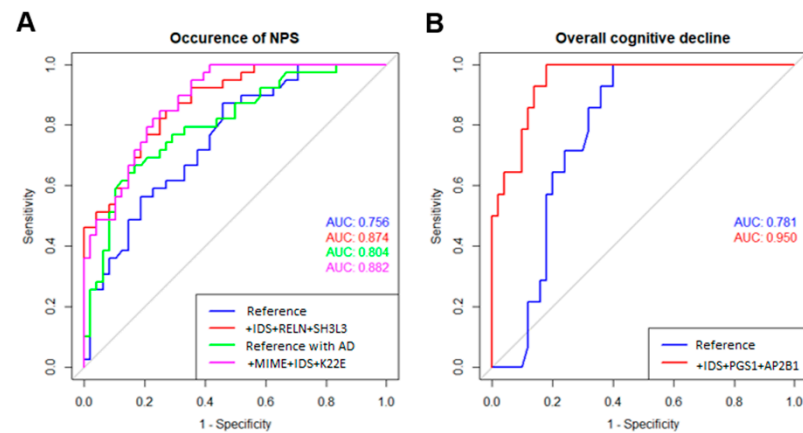 A
Occurence of NPS
Sensitivity
1.0
0.8
0.6
0.4
0.2
0.0
AUC: 0.756
AUC: 0.874
AUC: 0.804
AUC: 0.882
Reference
+IDS+RELN+SH3L3
Reference with AD
+MIME+IDS+K22E
0.0 0.2 0.4 0.6 0.8 1.0
1 - Specificity
B
Overall cognitive decline
Sensitivity
1.0
0.8
0.6
0.4
0.2
0.0
AUC: 0.781
AUC: 0.950
Reference
+IDS+PGS1+AP2B1
0.0 0.2 0.4 0.6 0.8 1.0
1 - Specificity